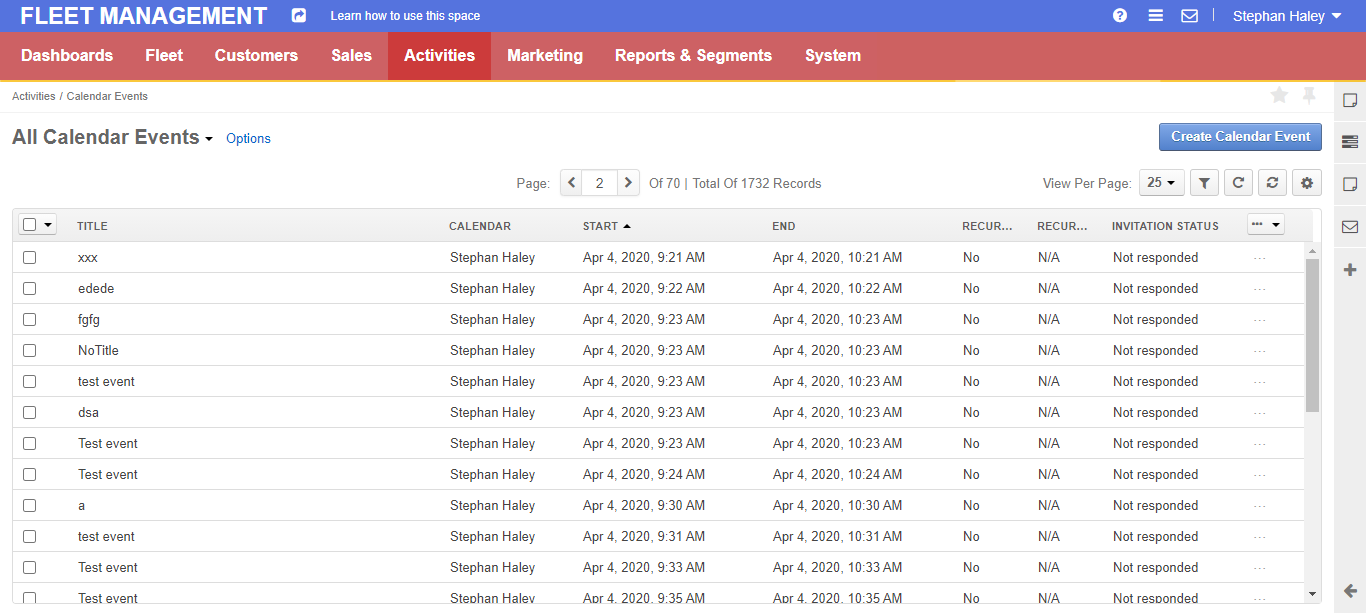 FLEET MANAGEMENT Learn how to use this space Stephan Haley
Dashboards Fleet Customers Sales Activities Marketing Reports & Segments System
Activities / Calendar Events
All Calendar Events Options Create Calendar Event
Page: 2 Of 70 | Total Of 1732 Records View Per Page: 25
TITLE CALENDAR START END RECUR... RECUR... INVITATION STATUS ...
xxx Stephan Haley Apr 4, 2020, 9:21 AM Apr 4, 2020, 10:21 AM No N/A Not responded ...
edede Stephan Haley Apr 4, 2020, 9:22 AM Apr 4, 2020, 10:22 AM No N/A Not responded ...
fgfg Stephan Haley Apr 4, 2020, 9:23 AM Apr 4, 2020, 10:23 AM No N/A Not responded ...
NoTitle Stephan Haley Apr 4, 2020, 9:23 AM Apr 4, 2020, 10:23 AM No N/A Not responded ...
test event Stephan Haley Apr 4, 2020, 9:23 AM Apr 4, 2020, 10:23 AM No N/A Not responded ...
dsa Stephan Haley Apr 4, 2020, 9:23 AM Apr 4, 2020, 10:23 AM No N/A Not responded ...
Test event Stephan Haley Apr 4, 2020, 9:23 AM Apr 4, 2020, 10:23 AM No N/A Not responded ...
Test event Stephan Haley Apr 4, 2020, 9:24 AM Apr 4, 2020, 10:24 AM No N/A Not responded ...
a Stephan Haley Apr 4, 2020, 9:30 AM Apr 4, 2020, 10:30 AM No N/A Not responded ...
test event Stephan Haley Apr 4, 2020, 9:31 AM Apr 4, 2020, 10:31 AM No N/A Not responded ...
Test event Stephan Haley Apr 4, 2020, 9:33 AM Apr 4, 2020, 10:33 AM No N/A Not responded ...
Test event Stephan Haley Apr 4, 2020, 9:35 AM Apr 4, 2020, 10:35 AM No N/A Not responded ...